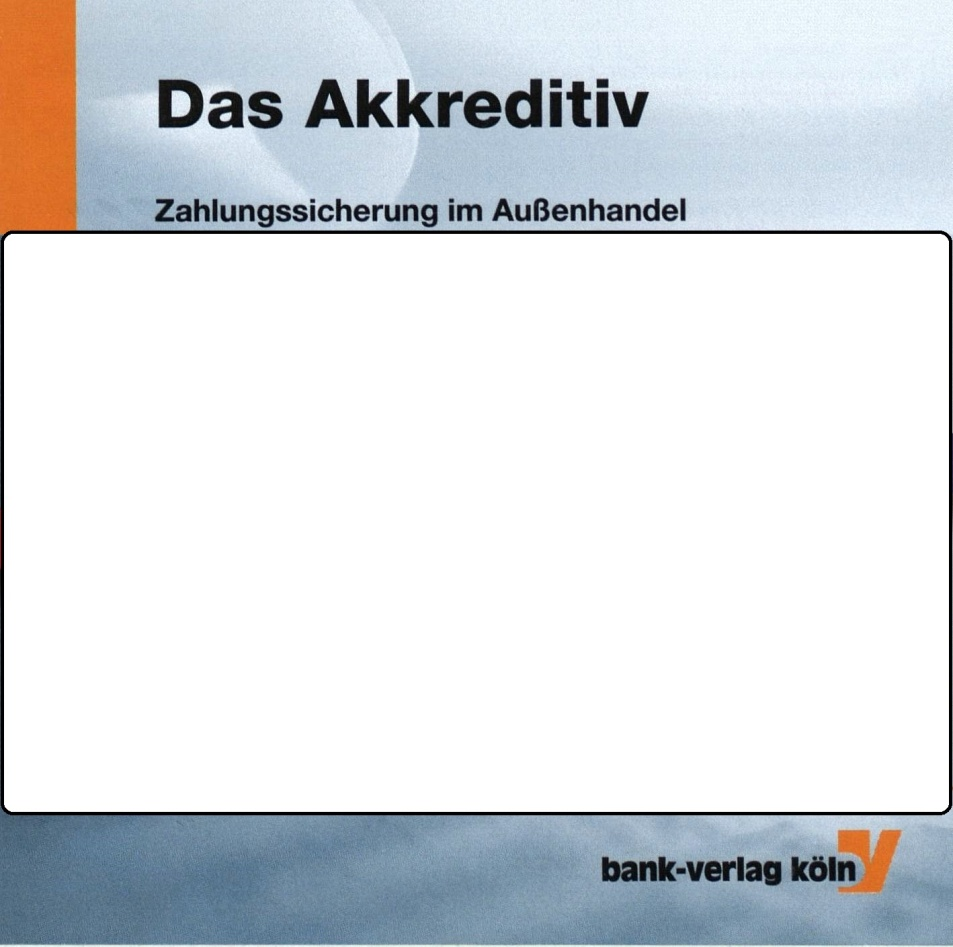 Das Akkreditiv
Zahlungssicherung im Außenhandel
bank-verlag köln